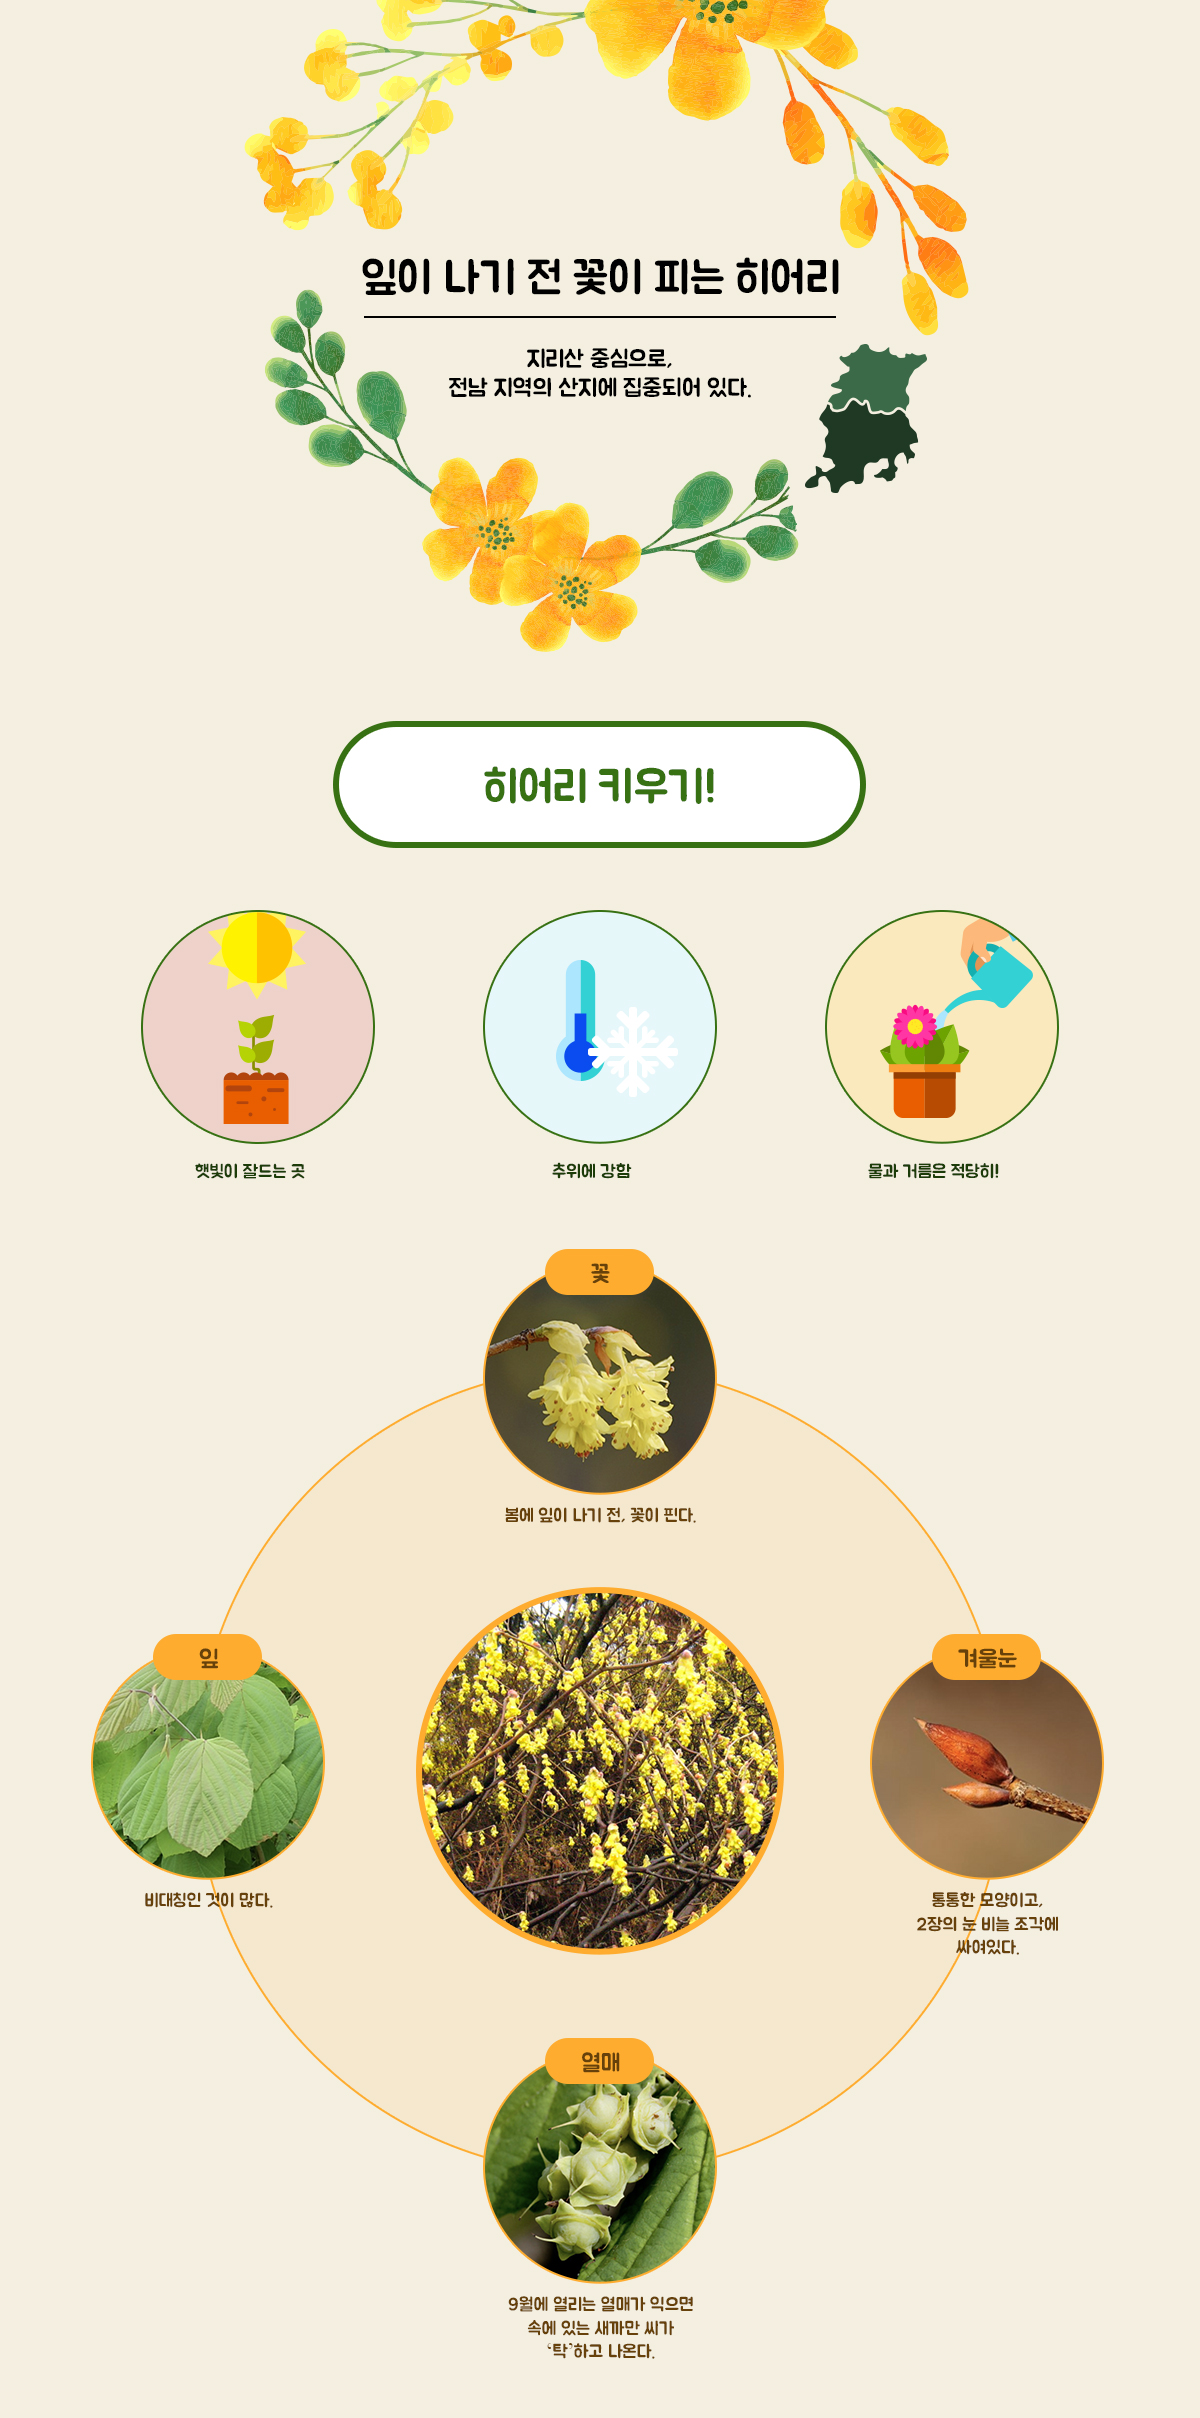 잎이 나기 전 꽃이 피는 히어리
지리산 중심으로,
전남 지역의 산지에 집중되어 있다.
히어리 키우기!
햇빛이 잘드는 곳
추위에 강함
물과 거름은 적당히!
꽃
봄에 잎이 나기 전, 꽃이 핀다.
잎
비대칭인 것이 많다.
겨울눈
통통한 모양이고,
2장의 눈 비늘 조각에
싸여있다.
열매
9월에 열리는 열매가 익으면
속에 있는 새까만 씨가
‘탁’하고 나온다.